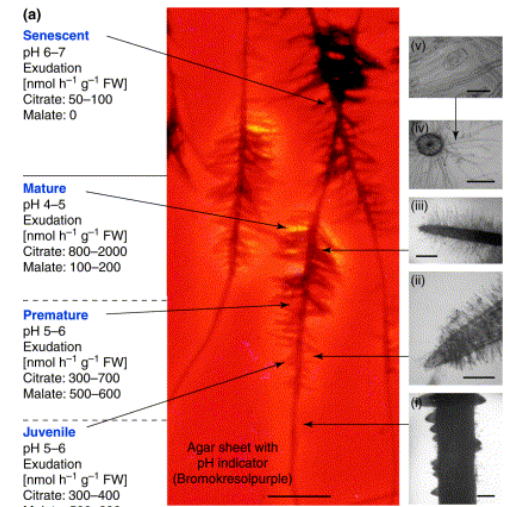 (a)
Senescent
pH 6–7
Exudation
[nmol h⁻¹ g⁻¹ FW]
Citrate: 50–100
Malate: 0
Mature
pH 4–5
Exudation
[nmol h⁻¹ g⁻¹ FW]
Citrate: 800–2000
Malate: 100–200
Premature
pH 5–6
Exudation
[nmol h⁻¹ g⁻¹ FW]
Citrate: 300–700
Malate: 500–600
Juvenile
pH 5–6
Exudation
[nmol h⁻¹ g⁻¹ FW]
Citrate: 300–400
Agar sheet with
pH indicator
(Bromokresolpurple)
(v)
(iv)
(iii)
(ii)